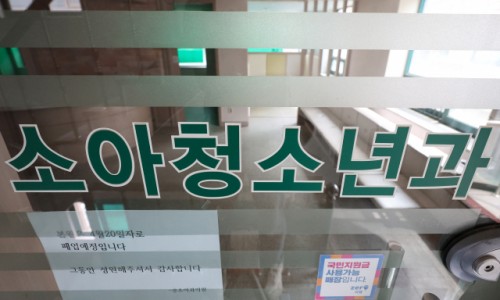 소아청소년과
20일자로
폐업예정입니다
그동안 성원해주셔서 감사합니다
국민지원금
사용가능
매장입니다.